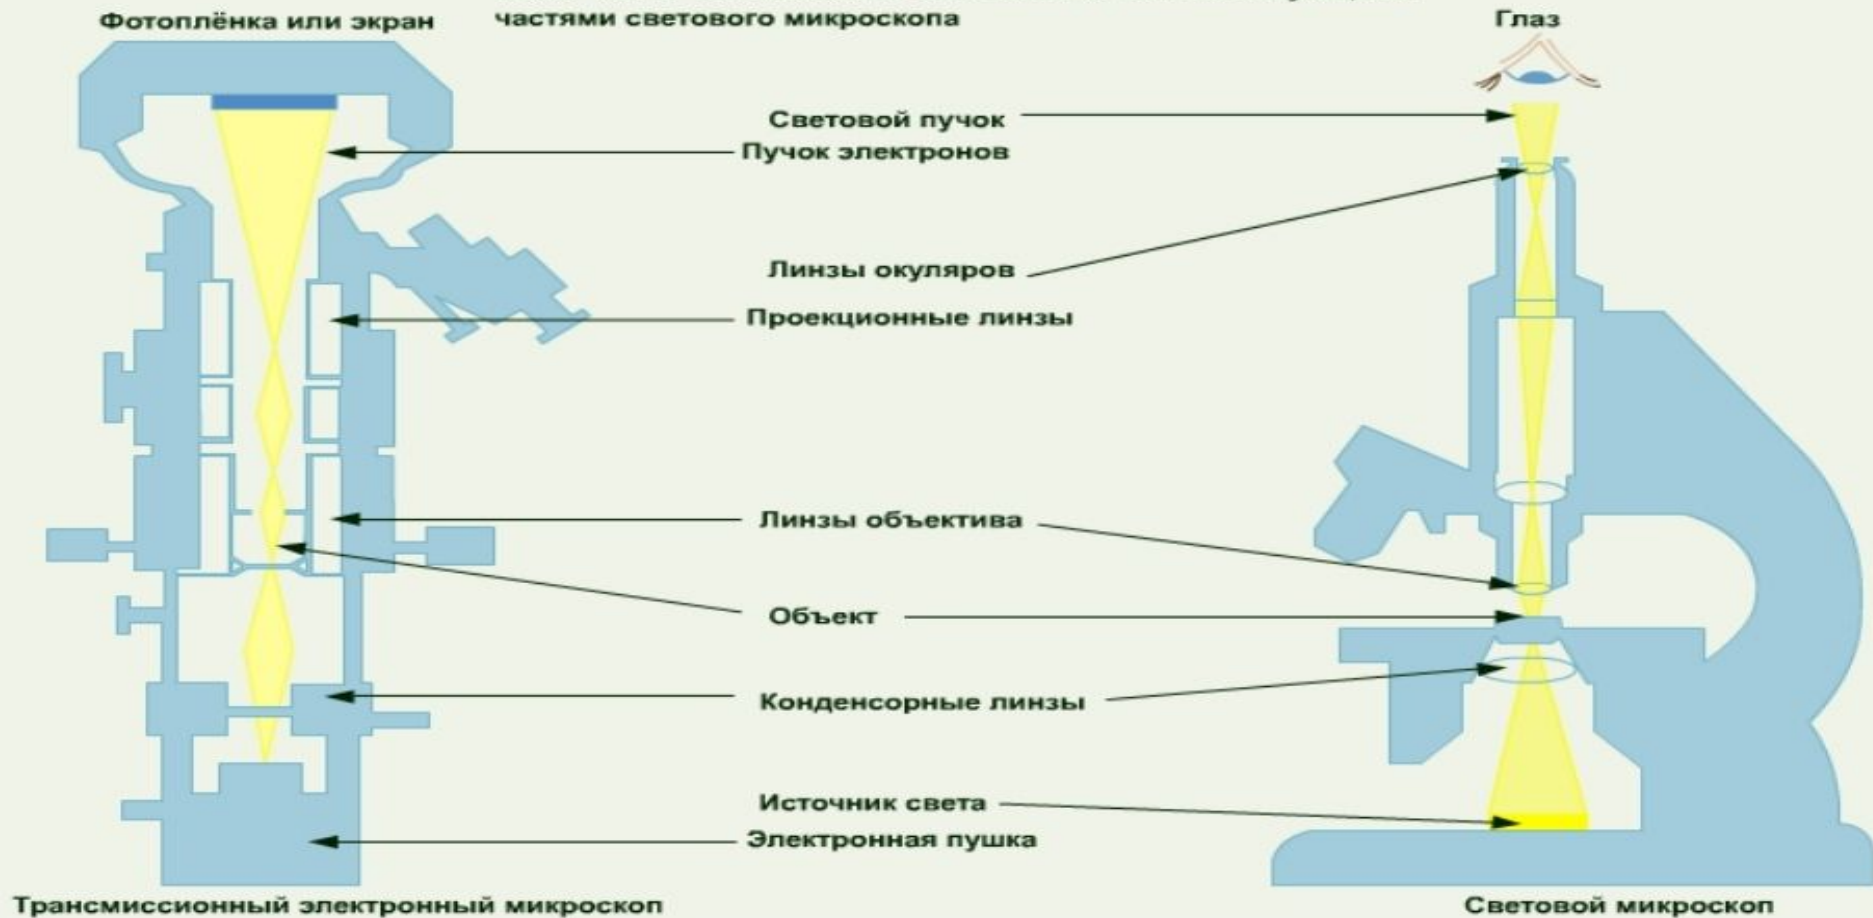 Фотоплёнка или экран
частями светового микроскопа
Глаз
Световой пучок
Пучок электронов
Линзы окуляров
Проекционные линзы
Линзы объектива
Объект
Конденсорные линзы
Источник света
Электронная пушка
Трансмиссионный электронный микроскоп
Световой микроскоп